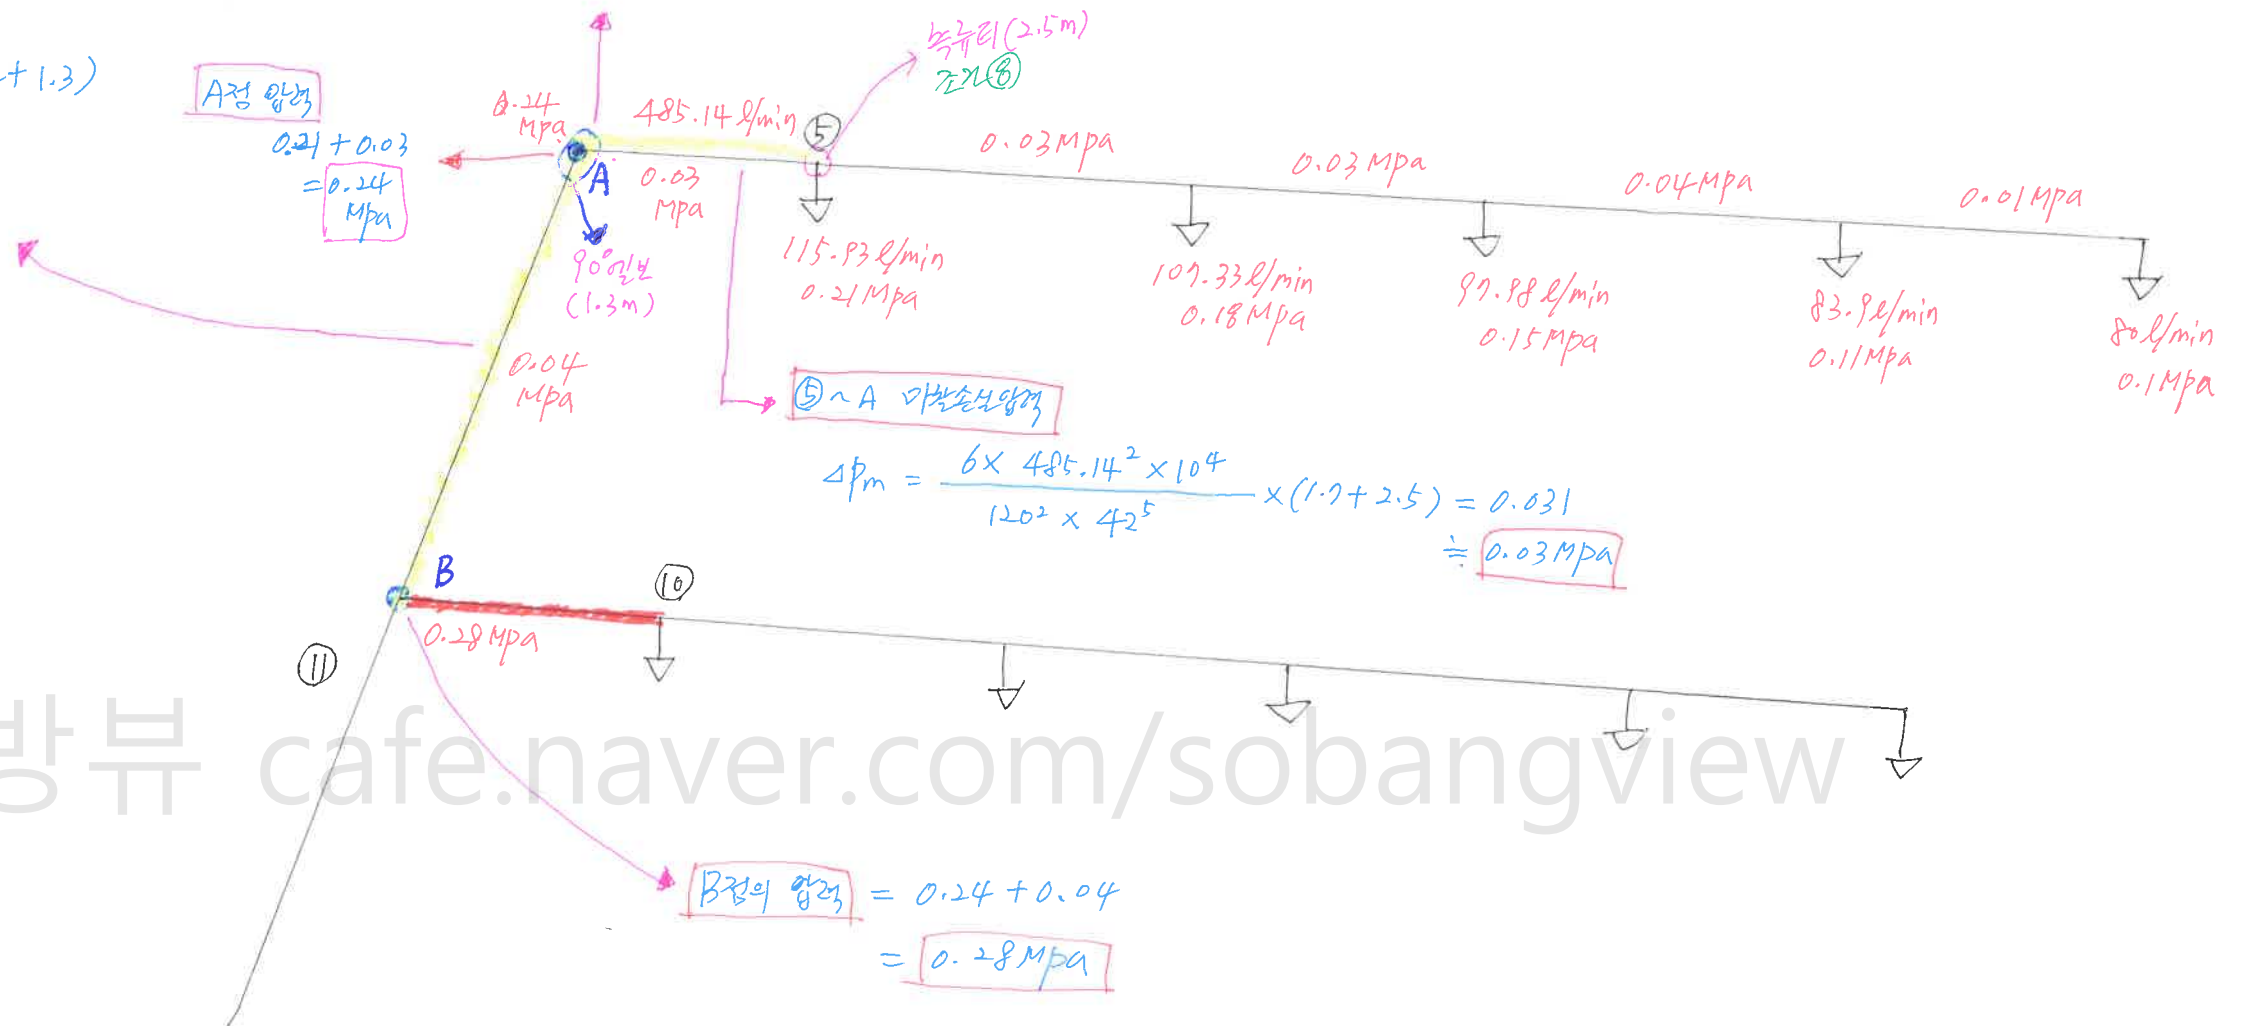 +1.3)
A점 압력
0.21 + 0.03
= 0.24
Mpa
0.24
Mpa
485.14 l/min
⑤
분류티(2.5m)
조건⑧
0.03 Mpa
0.03 Mpa
0.04 Mpa
0.01 Mpa
A
0.03
Mpa
90°엘보
(1.3m)
115.93 l/min
0.21 Mpa
107.33 l/min
0.18 Mpa
97.98 l/min
0.15 Mpa
83.9 l/min
0.11 Mpa
80 l/min
0.1 Mpa
0.04
Mpa
⑤~A 마찰손실압력
ΔPm = 6 × 485.14² × 10⁴ / 120² × 42⁵ × (1.7 + 2.5) = 0.031
≒ 0.03 Mpa
B
⑩
0.28 Mpa
⑪
방뷰 cafe.naver.com/sobangview
B점의 압력 = 0.24 + 0.04
= 0.28 Mpa